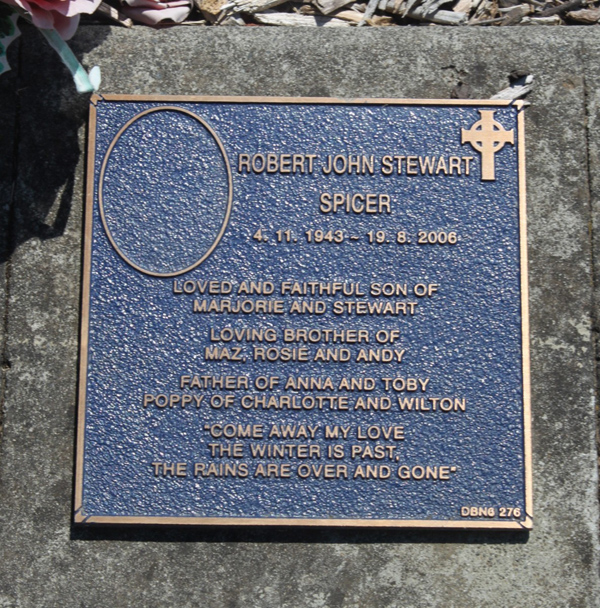 ROBERT JOHN STEWART
SPICER
4. 11. 1943 ~ 19. 8. 2006
LOVED AND FAITHFUL SON OF
MARJORIE AND STEWART
LOVING BROTHER OF
MAZ, ROSIE AND ANDY
FATHER OF ANNA AND TOBY
POPPY OF CHARLOTTE AND WILTON
"COME AWAY MY LOVE
THE WINTER IS PAST,
THE RAINS ARE OVER AND GONE"
DBN6 276